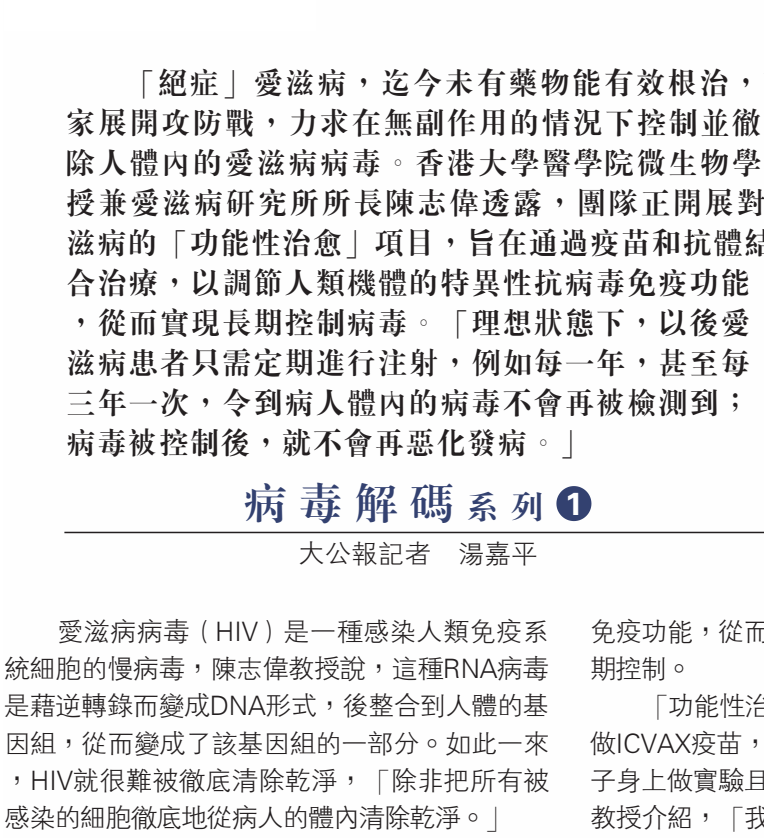 「絕症」愛滋病，迄今未有藥物能有效根治，
家展開攻防戰，力求在無副作用的情況下控制並徹
除人體內的愛滋病病毒。香港大學醫學院微生物學
授兼愛滋病研究所所長陳志偉透露，團隊正開展對
滋病的「功能性治愈」項目，旨在通過疫苗和抗體結
合治療，以調節人類機體的特異性抗病毒免疫功能
，從而實現長期控制病毒。「理想狀態下，以後愛
滋病患者只需定期進行注射，例如每一年，甚至每
三年一次，令到病人體內的病毒不會再被檢測到；
病毒被控制後，就不會再惡化發病。」
病毒解碼系列❶
大公報記者　湯嘉平
愛滋病病毒（HIV）是一種感染人類免疫系
統細胞的慢病毒，陳志偉教授說，這種RNA病毒
是藉逆轉錄而變成DNA形式，後整合到人體的基
因組，從而變成了該基因組的一部分。如此一來
，HIV就很難被徹底清除乾淨，「除非把所有被
感染的細胞徹底地從病人的體內清除乾淨。」
免疫功能，從而
期控制。
「功能性治
做ICVAX疫苗，
子身上做實驗且
教授介紹，「我